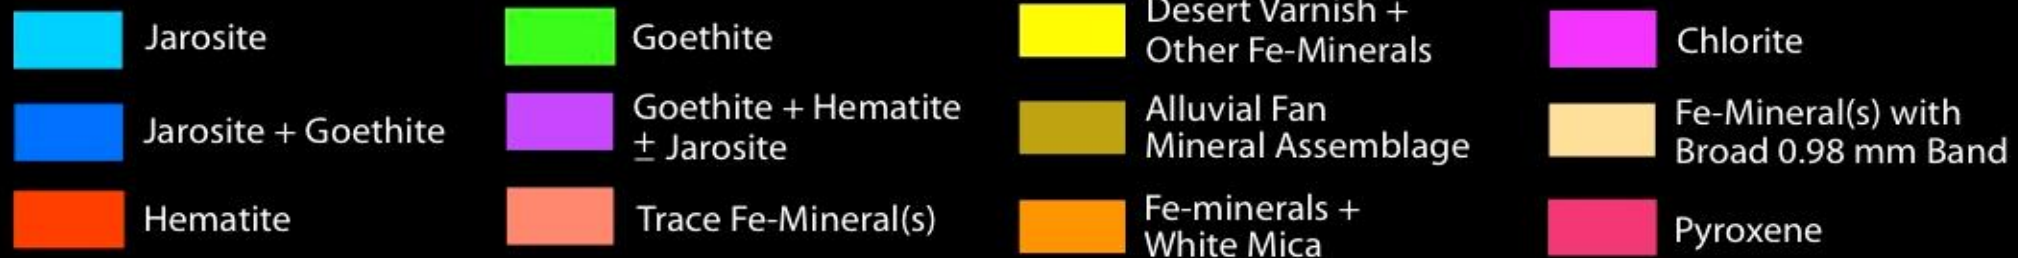 Jarosite
Jarosite + Goethite
Hematite
Goethite
Goethite + Hematite
± Jarosite
Trace Fe-Mineral(s)
Desert Varnish +
Other Fe-Minerals
Alluvial Fan
Mineral Assemblage
Fe-minerals +
White Mica
Chlorite
Fe-Mineral(s) with
Broad 0.98 mm Band
Pyroxene